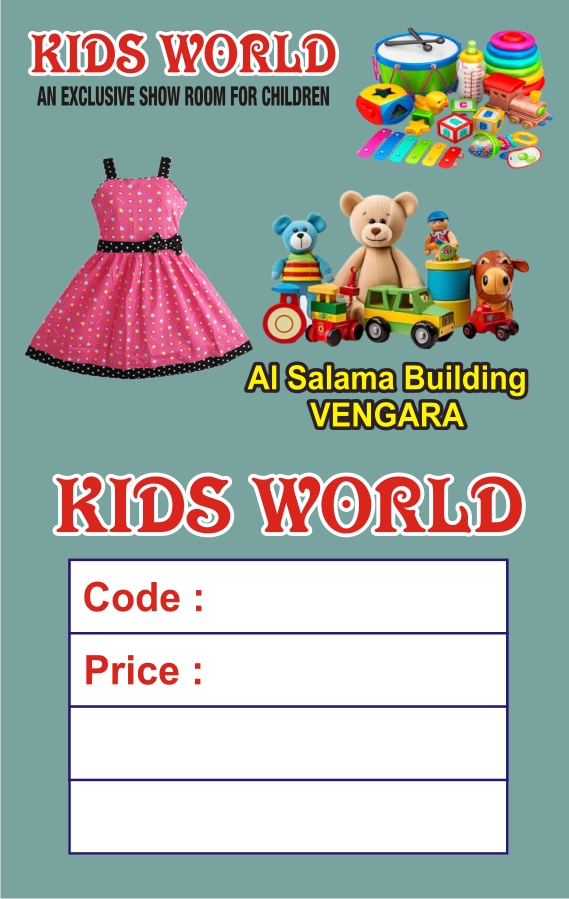 KIDS WORLD
AN EXCLUSIVE SHOW ROOM FOR CHILDREN
C
Al Salama Building
VENGARA
KIDS WORLD
Code :
Price :